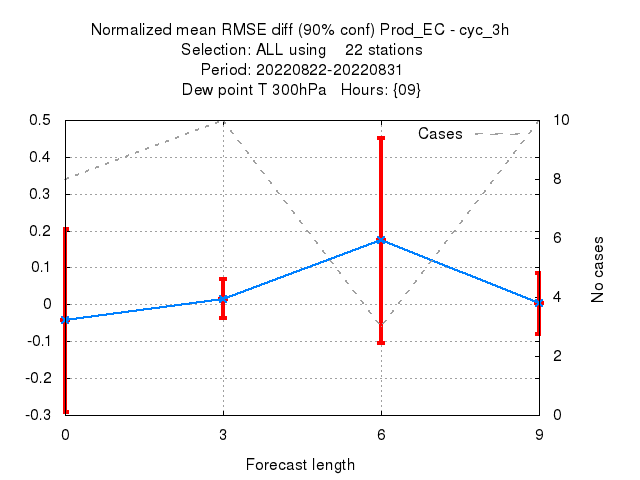 Normalized mean RMSE diff (90% conf) Prod_EC - cyc_3h
Selection: ALL using    22 stations
Period: 20220822-20220831
Dew point T 300hPa   Hours: {09}
Cases
0.5
0.4
0.3
0.2
0.1
0
-0.1
-0.2
-0.3
10
8
6
4
2
0
No cases
0 3 6 9
Forecast length